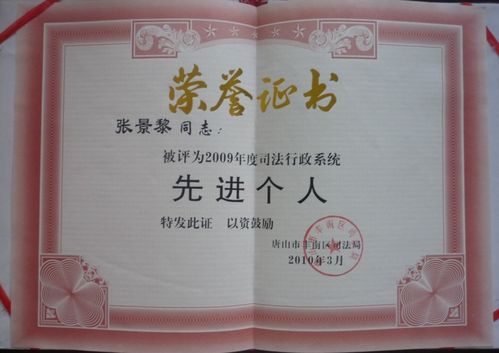 荣誉证书
张景黎同志：
被评为2009年度司法行政系统
先进个人
特发此证 以资鼓励
唐山市丰南区司法局
2010年3月